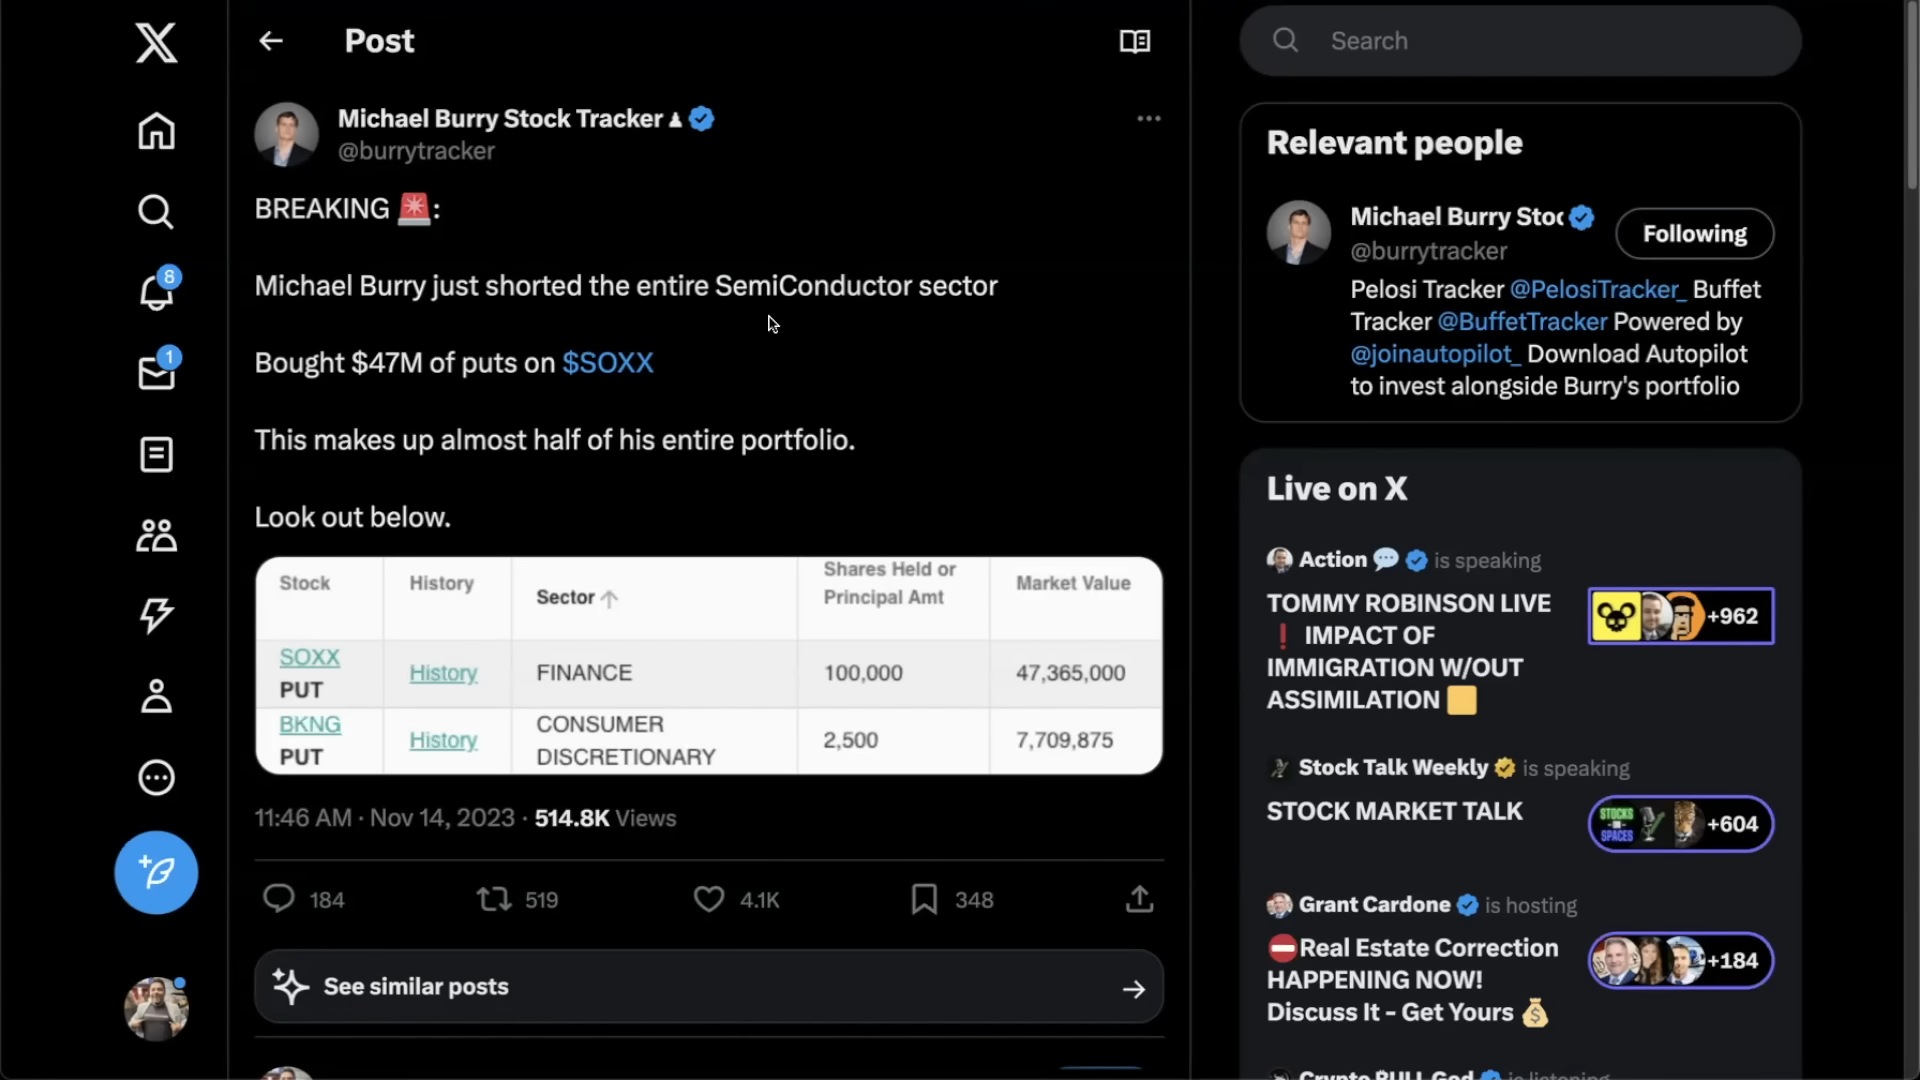 Post
Michael Burry Stock Tracker ♟
@burrytracker
BREAKING 🚨:
Michael Burry just shorted the entire SemiConductor sector
Bought $47M of puts on $SOXX
This makes up almost half of his entire portfolio.
Look out below.
Stock History Sector ↑ Shares Held or Principal Amt Market Value
SOXX PUT History FINANCE 100,000 47,365,000
BKNG PUT History CONSUMER DISCRETIONARY 2,500 7,709,875
11:46 AM · Nov 14, 2023 · 514.8K Views
184 519 4.1K 348
See similar posts
8
1
Search
Relevant people
Michael Burry Stoc
@burrytracker
Following
Pelosi Tracker @PelosiTracker_ Buffet
Tracker @BuffetTracker Powered by
@joinautopilot_ Download Autopilot
to invest alongside Burry's portfolio
Live on X
Action 💬 is speaking
TOMMY ROBINSON LIVE
❗ IMPACT OF
IMMIGRATION W/OUT
ASSIMILATION 🟨
+962
Stock Talk Weekly is speaking
STOCK MARKET TALK
STOCKS
SPACES
+604
Grant Cardone is hosting
⛔Real Estate Correction
HAPPENING NOW!
Discuss It - Get Yours 💰
+184
Crypto BULL God is listening